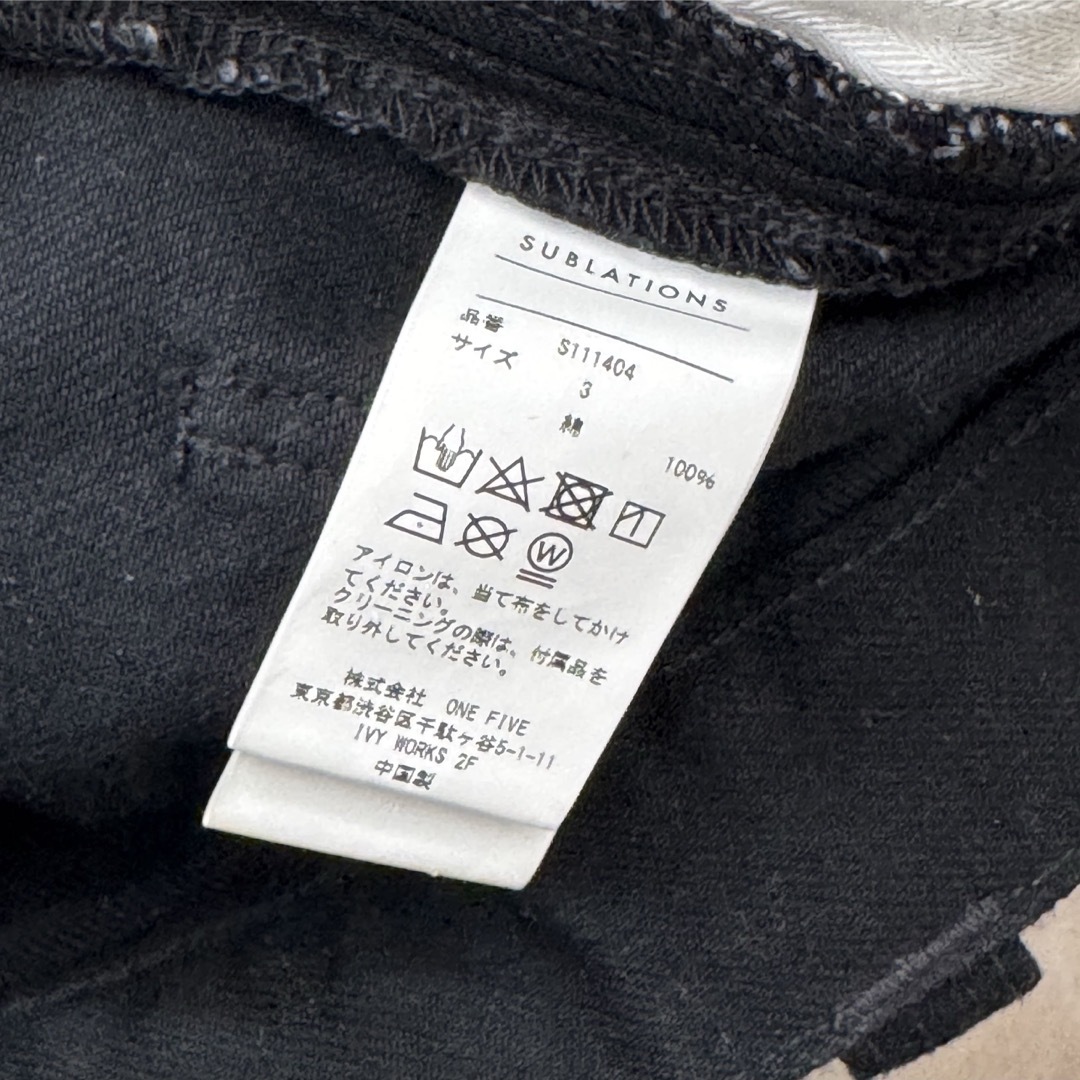 SUBLATIONS
品番 S111404
サイズ 3
綿 100%
W
アイロンは、当て布をしてかけ
てください。
クリーニングの際は、付属品を
取り外してください。
株式会社 ONE FIVE
東京都渋谷区千駄ヶ谷5-1-11
IVY WORKS 2F
中国製